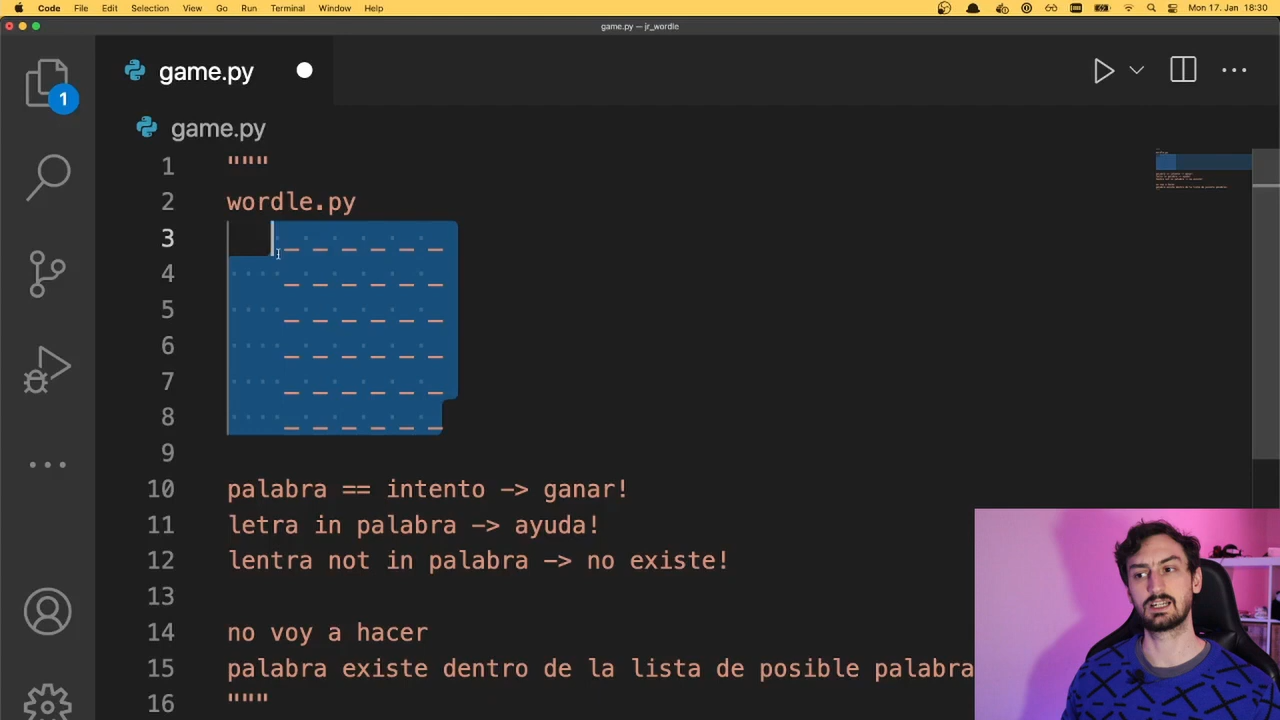 Code File Edit Selection View Go Run Terminal Window Help Mon 17. Jan 18:30
game.py — jr_wordle
game.py
1
game.py
1 """
2 wordle.py
3 _ _ _ _ _ _
4 _ _ _ _ _ _
5 _ _ _ _ _ _
6 _ _ _ _ _ _
7 _ _ _ _ _ _
8 _ _ _ _ _ _
9
10 palabra == intento -> ganar!
11 letra in palabra -> ayuda!
12 lentra not in palabra -> no existe!
13
14 no voy a hacer
15 palabra existe dentro de la lista de posible palabra
16 """